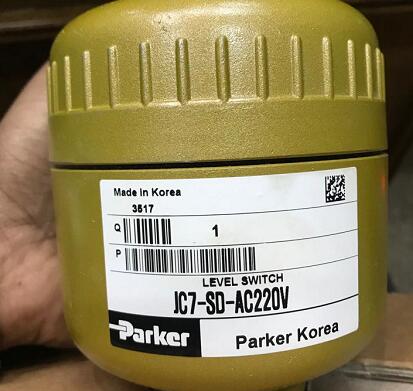 Made in Korea
3517
Q 1
P
LEVEL SWITCH
JC7-SD-AC220V
Parker Parker Korea